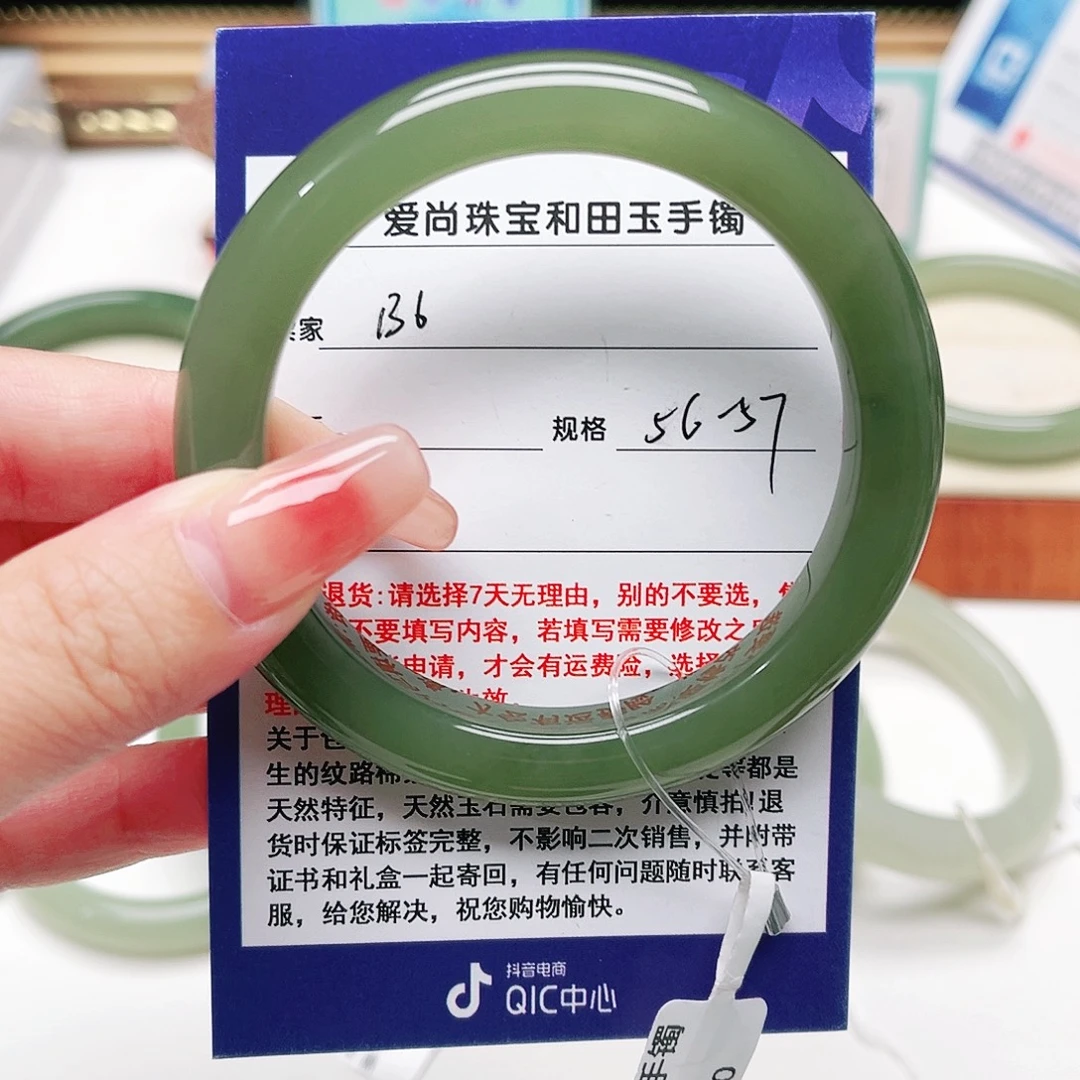 爱尚珠宝和田玉手镯
家 B6
规格 56-57
退货:请选择7天无理由，别的不要选，
不要填写内容，若填写需要修改之
申请，才会有运费险，选择
理
关于
生的纹路棉 都是
天然特征，天然玉石需要包容，介意慎拍!退
货时保证标签完整，不影响二次销售，并附带
证书和礼盒一起寄回，有任何问题随时联系客
服，给您解决，祝您购物愉快。
抖音电商
QIC中心
手镯